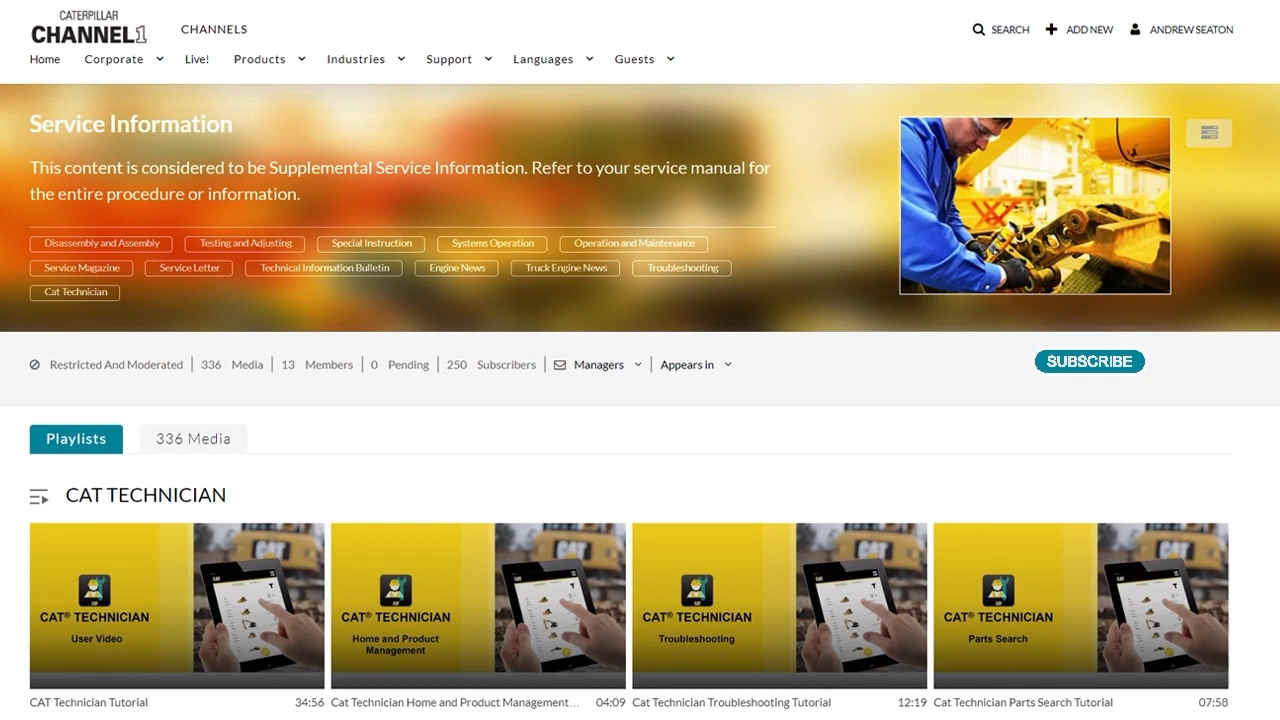 CATERPILLAR
CHANNEL1
CHANNELS
SEARCH
ADD NEW
ANDREW SEATON
Home Corporate Live! Products Industries Support Languages Guests
Service Information
This content is considered to be Supplemental Service Information. Refer to your service manual for
the entire procedure or information.
Disassembly and Assembly Testing and Adjusting Special Instruction Systems Operation Operation and Maintenance
Service Magazine Service Letter Technical Information Bulletin Engine News Truck Engine News Troubleshooting
Cat Technician
Restricted And Moderated 336 Media 13 Members 0 Pending 250 Subscribers Managers Appears in
SUBSCRIBE
Playlists 336 Media
CAT TECHNICIAN
CAT
CAT® TECHNICIAN
User Video
CAT
CAT® TECHNICIAN
Home and Product
Management
CAT
CAT® TECHNICIAN
Troubleshooting
CAT
CAT® TECHNICIAN
Parts Search
CAT Technician Tutorial 34:56
Cat Technician Home and Product Management... 04:09
Cat Technician Troubleshooting Tutorial 12:19
Cat Technician Parts Search Tutorial 07:58